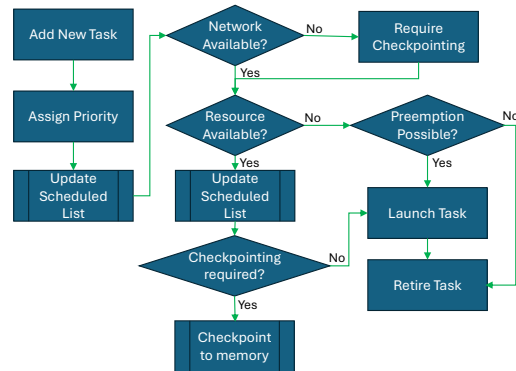 Add New Task
Network
Available?
No
Require
Checkpointing
Yes
Assign Priority
Resource
Available?
No
Preemption
Possible?
No
Yes
Yes
Update
Scheduled
List
Update
Scheduled
List
Launch Task
Checkpointing
required?
No
Retire Task
Yes
Checkpoint
to memory